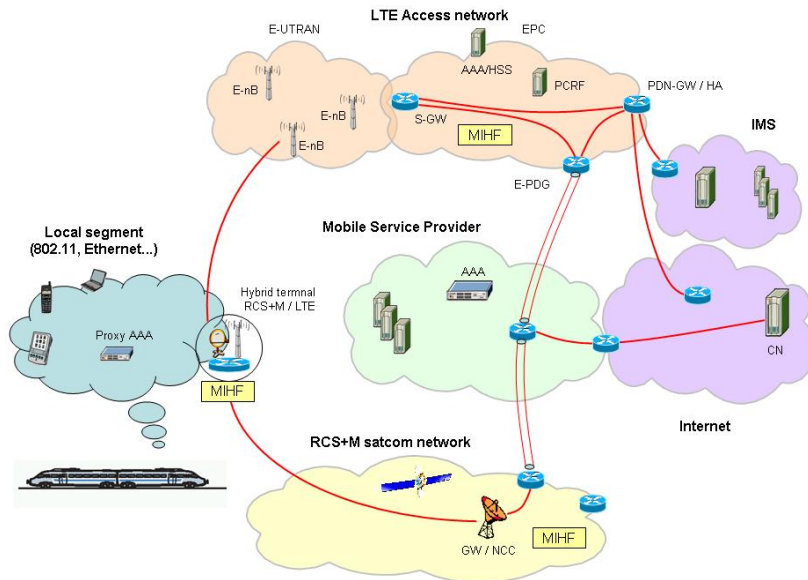 LTE Access network
E-UTRAN
EPC
AAA/HSS
E-nB
PCRF
PDN-GW / HA
E-nB
S-GW
MIHF
IMS
E-nB
E-PDG
Mobile Service Provider
Local segment
(802.11, Ethernet...)
AAA
Hybrid termnal
RCS+M / LTE
Proxy AAA
CN
MIHF
Internet
RCS+M satcom network
MIHF
GW / NCC